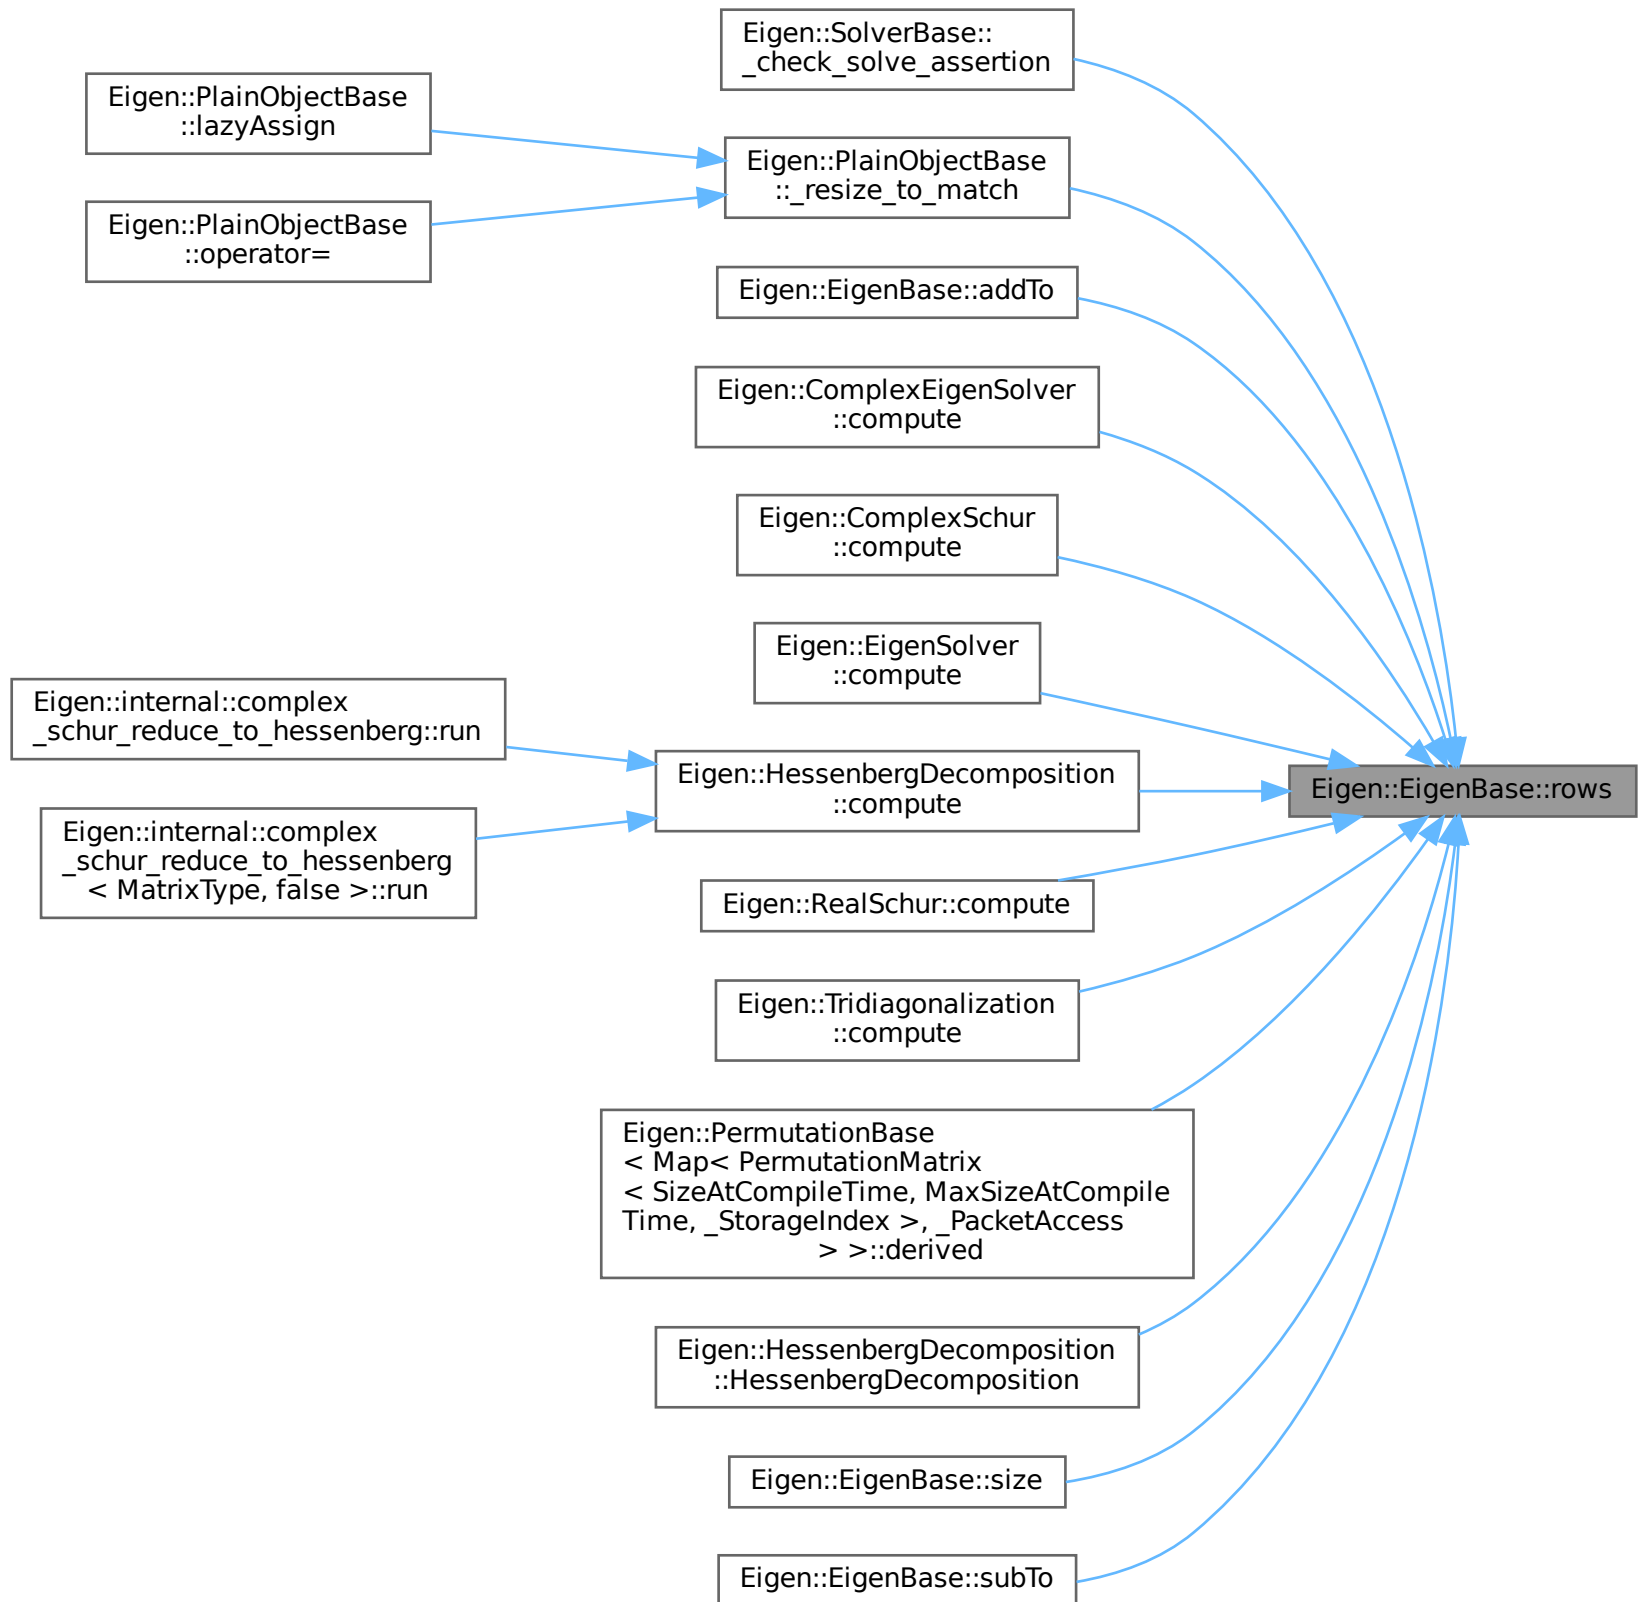 Eigen::SolverBase::
_check_solve_assertion
Eigen::PlainObjectBase
::lazyAssign
Eigen::PlainObjectBase
::_resize_to_match
Eigen::PlainObjectBase
::operator=
Eigen::EigenBase::addTo
Eigen::ComplexEigenSolver
::compute
Eigen::ComplexSchur
::compute
Eigen::EigenSolver
::compute
Eigen::internal::complex
_schur_reduce_to_hessenberg::run
Eigen::HessenbergDecomposition
::compute
Eigen::EigenBase::rows
Eigen::internal::complex
_schur_reduce_to_hessenberg
< MatrixType, false >::run
Eigen::RealSchur::compute
Eigen::Tridiagonalization
::compute
Eigen::PermutationBase
< Map< PermutationMatrix
< SizeAtCompileTime, MaxSizeAtCompile
Time, _StorageIndex >, _PacketAccess
> >::derived
Eigen::HessenbergDecomposition
::HessenbergDecomposition
Eigen::EigenBase::size
Eigen::EigenBase::subTo